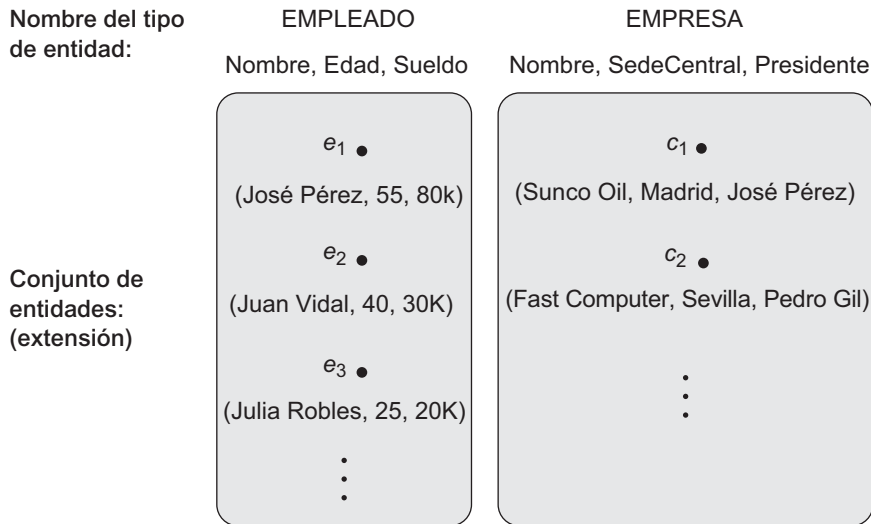 Nombre del tipo
de entidad:
EMPLEADO
EMPRESA
Nombre, Edad, Sueldo
Nombre, SedeCentral, Presidente
Conjunto de
entidades:
(extensión)
e1
(José Pérez, 55, 80k)
e2
(Juan Vidal, 40, 30K)
e3
(Julia Robles, 25, 20K)
c1
(Sunco Oil, Madrid, José Pérez)
c2
(Fast Computer, Sevilla, Pedro Gil)